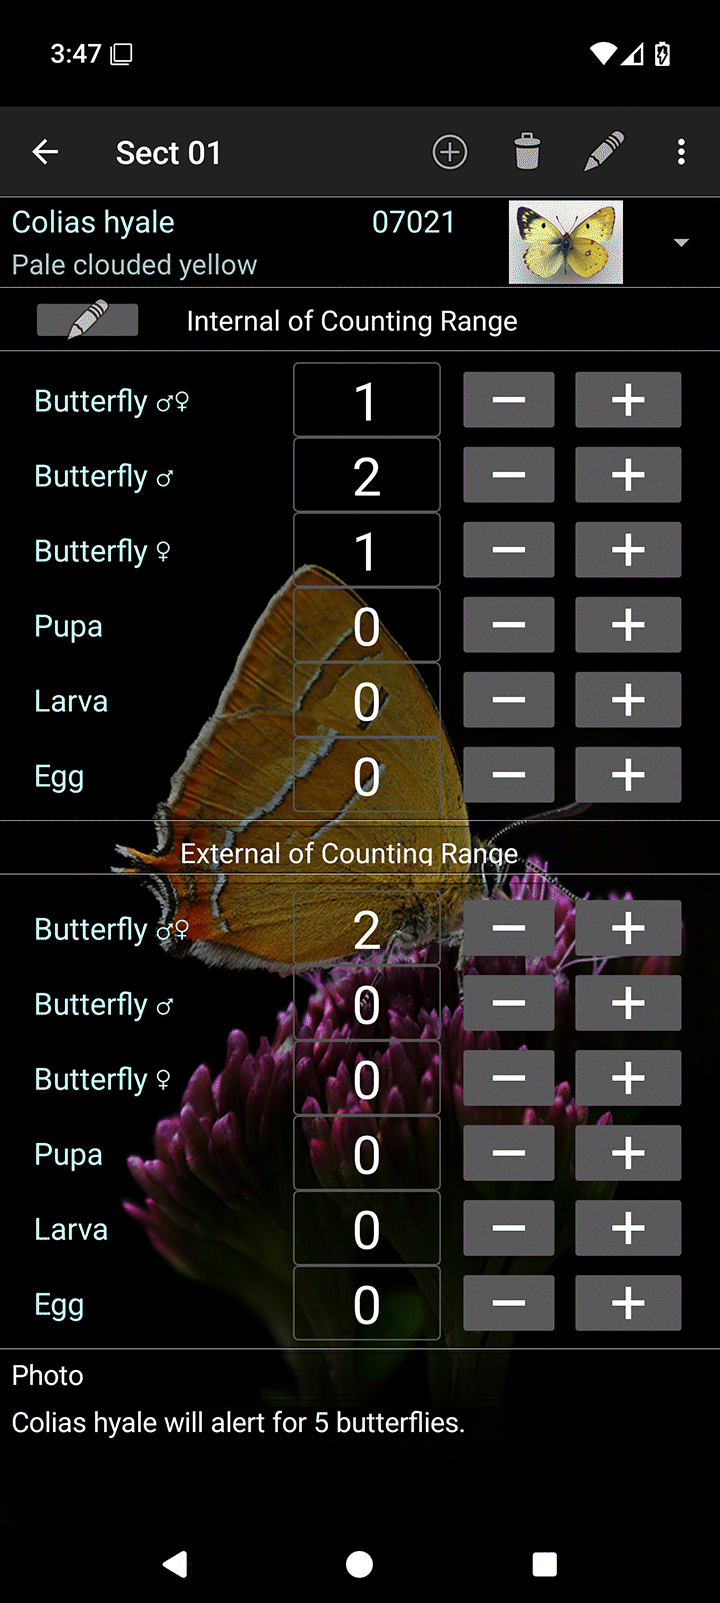 3:47
Sect 01
Colias hyale 07021
Pale clouded yellow
Internal of Counting Range
Butterfly ♂♀ 1 − +
Butterfly ♂ 2 − +
Butterfly ♀ 1 − +
Pupa 0 − +
Larva 0 − +
Egg 0 − +
External of Counting Range
Butterfly ♂♀ 2 − +
Butterfly ♂ 0 − +
Butterfly ♀ 0 − +
Pupa 0 − +
Larva 0 − +
Egg 0 − +
Photo
Colias hyale will alert for 5 butterflies.